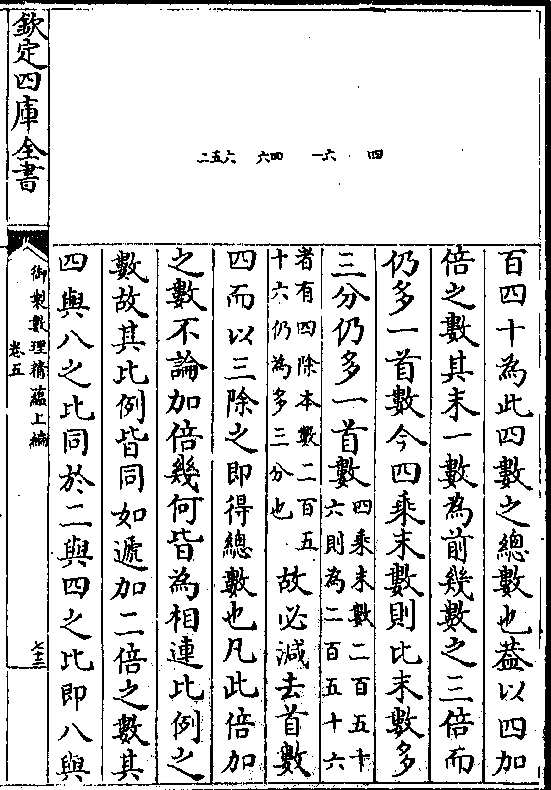 四
一六
六四
二五六
百四十為此四數之總數也葢以四加
倍之數其末一數為前幾數之三倍而
仍多一首數今四乘末數則比末數多
三分仍多一首數四乘末數二百五十六則為二百五十六
者有四除本數二百五十六仍為多三分也故必減去首數
四而以三除之即得總數也凡此倍加
之數不論加倍幾何皆為相連比例之
數故其比例皆同如遞加二倍之數其
四與八之比同於二與四之比即八與
欽定四庫全書
御製數理精蘊上編
卷五
七十三